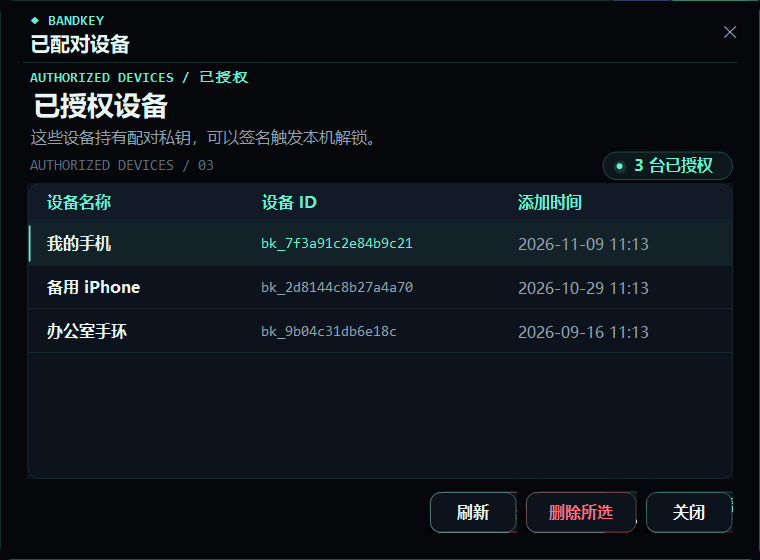 ◆ BANDKEY
已配对设备
AUTHORIZED DEVICES / 已授权
已授权设备
这些设备持有配对私钥，可以签名触发本机解锁。
AUTHORIZED DEVICES / 03
3 台已授权
设备名称 设备 ID 添加时间
我的手机 bk_7f3a91c2e84b9c21 2026-11-09 11:13
备用 iPhone bk_2d8144c8b27a4a70 2026-10-29 11:13
办公室手环 bk_9b04c31db6e18c 2026-09-16 11:13
刷新 删除所选 关闭